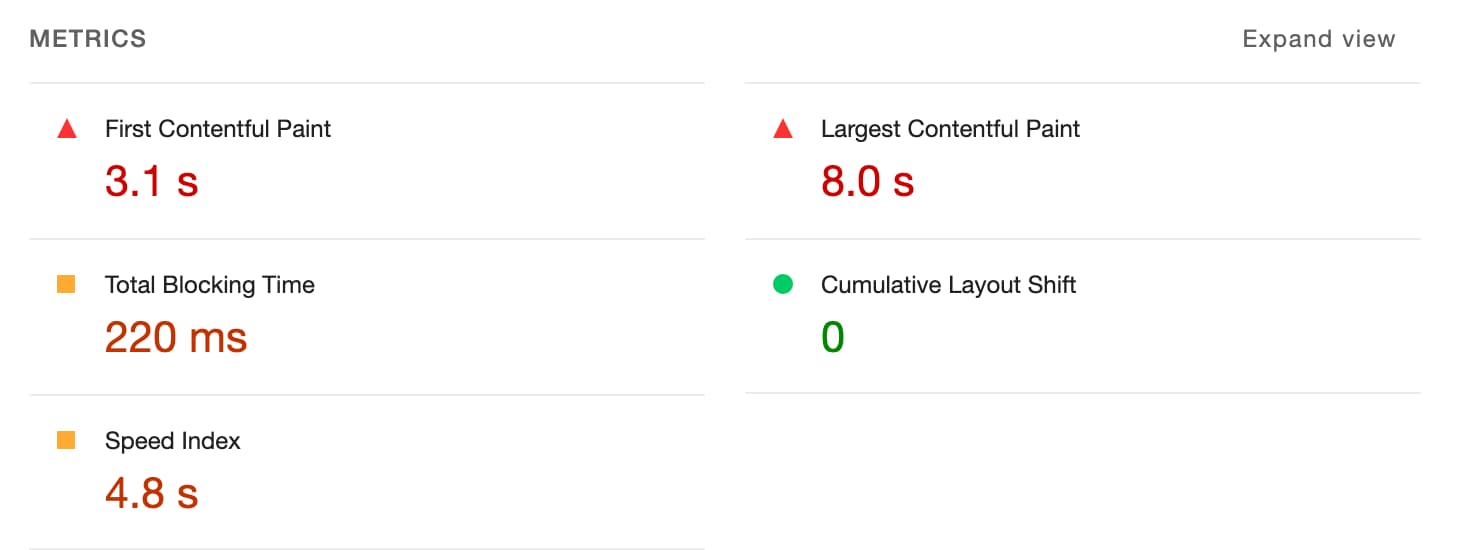 METRICS
Expand view
First Contentful Paint
3.1 s
Largest Contentful Paint
8.0 s
Total Blocking Time
220 ms
Cumulative Layout Shift
0
Speed Index
4.8 s